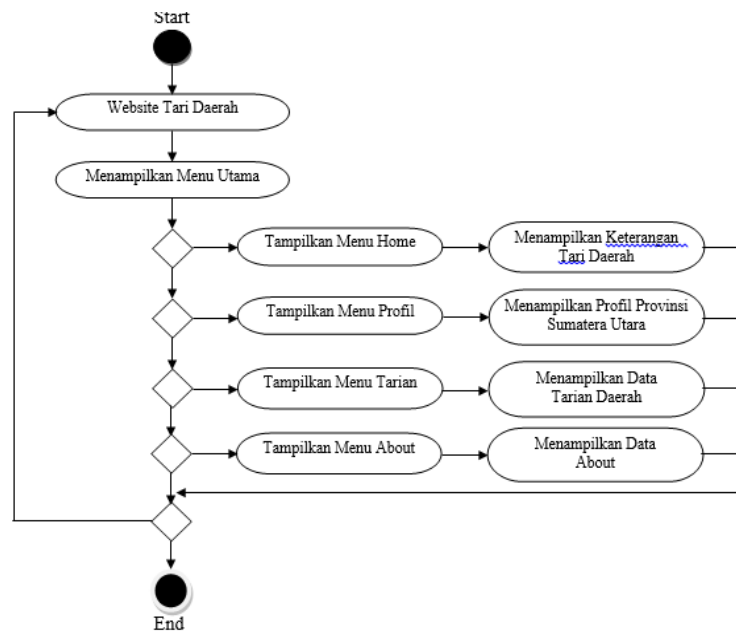 Start
Website Tari Daerah
Menampilkan Menu Utama
Tampilkan Menu Home
Menampilkan Keterangan
Tari Daerah
Tampilkan Menu Profil
Menampilkan Profil Provinsi
Sumatera Utara
Tampilkan Menu Tarian
Menampilkan Data
Tarian Daerah
Tampilkan Menu About
Menampilkan Data
About
End